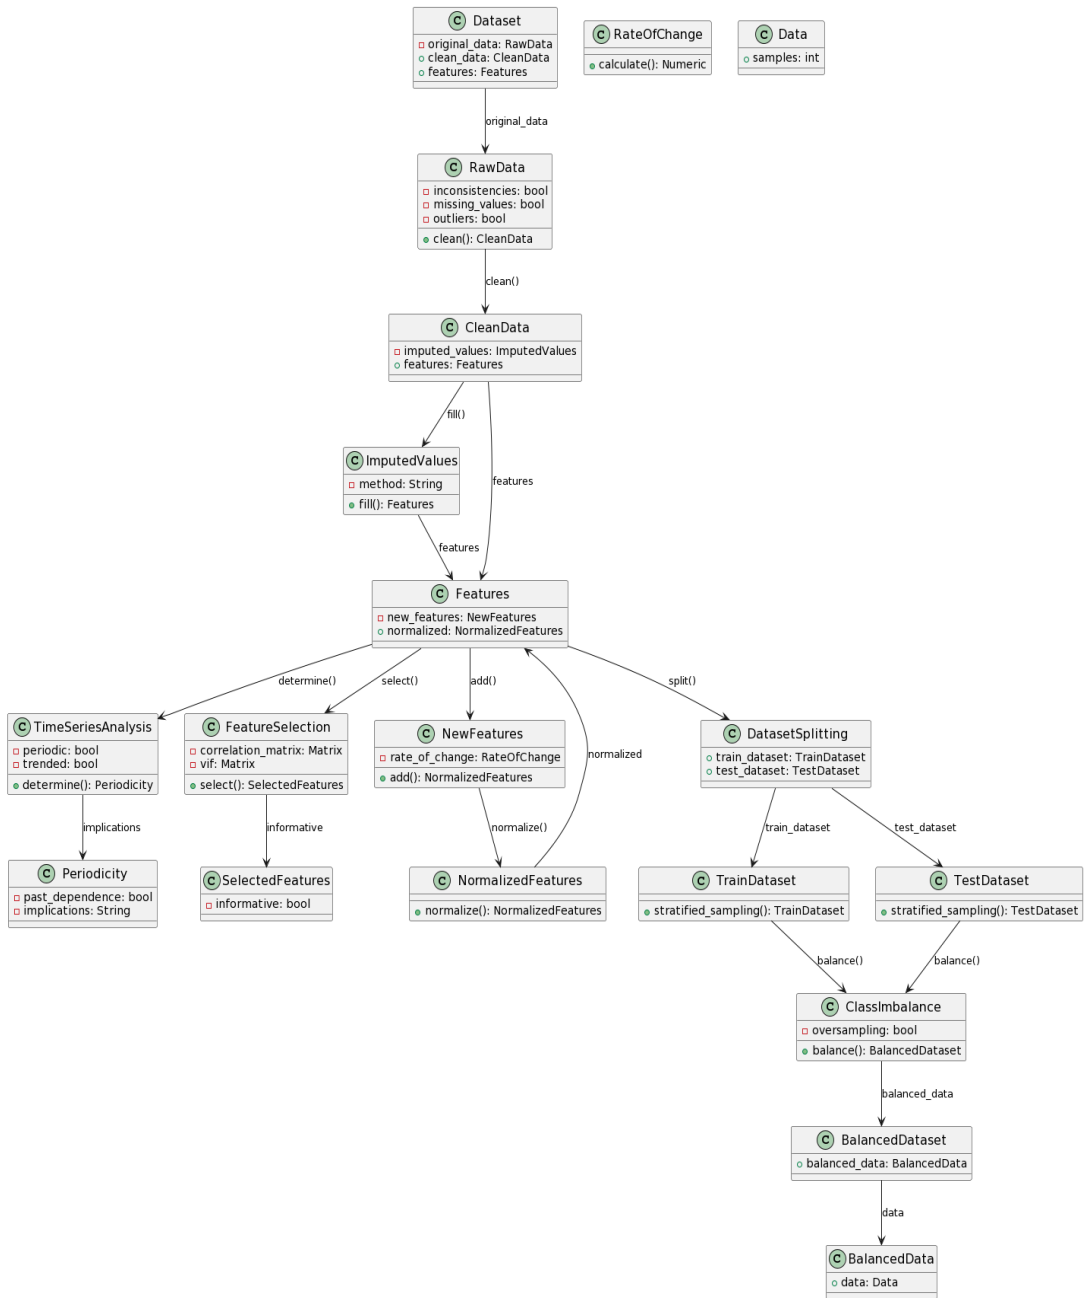 C Dataset
original_data: RawData
clean_data: CleanData
features: Features
C RateOfChange
calculate(): Numeric
C Data
samples: int
original_data
C RawData
inconsistencies: bool
missing_values: bool
outliers: bool
clean(): CleanData
clean()
C CleanData
imputed_values: ImputedValues
features: Features
fill()
C ImputedValues
method: String
fill(): Features
features
features
C Features
new_features: NewFeatures
normalized: NormalizedFeatures
determine()
select()
add()
split()
C TimeSeriesAnalysis
periodic: bool
trended: bool
determine(): Periodicity
C FeatureSelection
correlation_matrix: Matrix
vif: Matrix
select(): SelectedFeatures
C NewFeatures
rate_of_change: RateOfChange
add(): NormalizedFeatures
normalized
C DatasetSplitting
train_dataset: TrainDataset
test_dataset: TestDataset
implications
informative
normalize()
train_dataset
test_dataset
C Periodicity
past_dependence: bool
implications: String
C SelectedFeatures
informative: bool
C NormalizedFeatures
normalize(): NormalizedFeatures
C TrainDataset
stratified_sampling(): TrainDataset
C TestDataset
stratified_sampling(): TestDataset
balance()
balance()
C ClassImbalance
oversampling: bool
balance(): BalancedDataset
balanced_data
C BalancedDataset
balanced_data: BalancedData
data
C BalancedData
data: Data